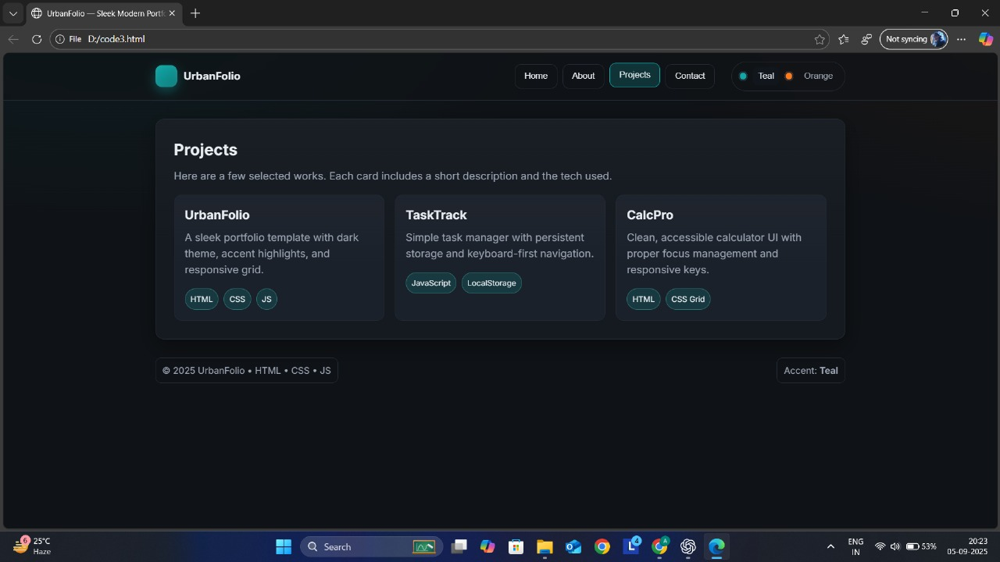 UrbanFolio — Sleek Modern Portf
File D:/code3.html
Not syncing
UrbanFolio
Home About Projects Contact Teal Orange
Projects
Here are a few selected works. Each card includes a short description and the tech used.
UrbanFolio
A sleek portfolio template with dark
theme, accent highlights, and
responsive grid.
HTML CSS JS
TaskTrack
Simple task manager with persistent
storage and keyboard-first navigation.
JavaScript LocalStorage
CalcPro
Clean, accessible calculator UI with
proper focus management and
responsive keys.
HTML CSS Grid
© 2025 UrbanFolio • HTML • CSS • JS
Accent: Teal
6
25°C
Haze
Search
L 4
A
ENG
IN
53%
20:23
05-09-2025